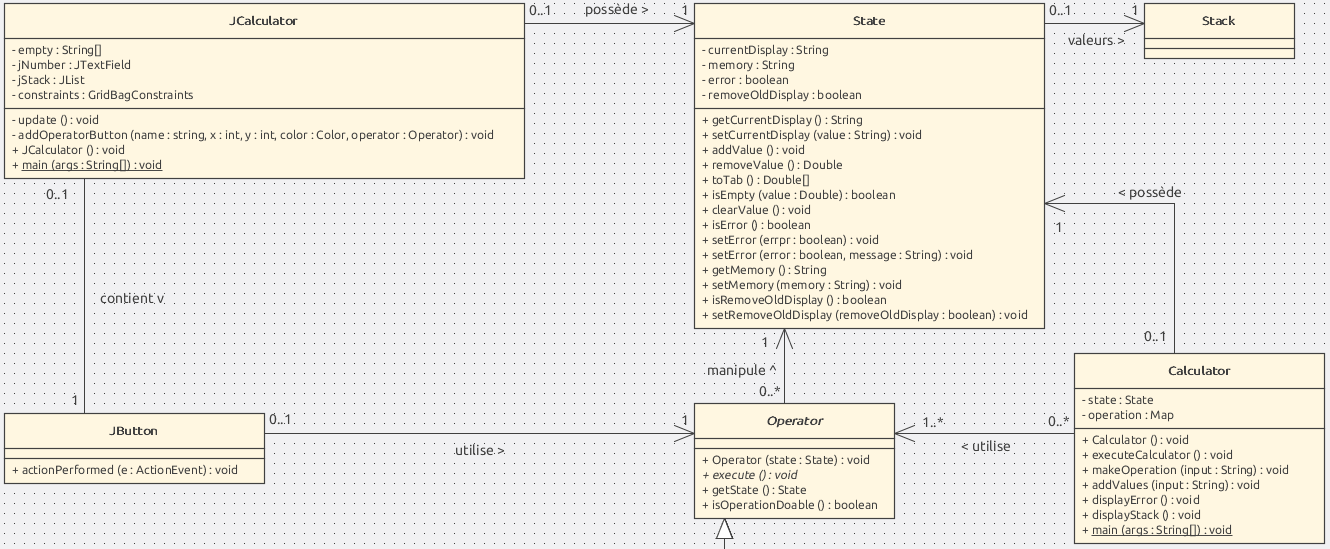 JCalculator
- empty : String[]
- jNumber : JTextField
- jStack : JList
- constraints : GridBagConstraints
- update () : void
- addOperatorButton (name : string, x : int, y : int, color : Color, operator : Operator) : void
+ JCalculator () : void
+ main (args : String[]) : void
0..1
possède >
1
State
- currentDisplay : String
- memory : String
- error : boolean
- removeOldDisplay : boolean
+ getCurrentDisplay () : String
+ setCurrentDisplay (value : String) : void
+ addValue () : void
+ removeValue () : Double
+ toTab () : Double[]
+ isEmpty (value : Double) : boolean
+ clearValue () : void
+ isError () : boolean
+ setError (errpr : boolean) : void
+ setError (error : boolean, message : String) : void
+ getMemory () : String
+ setMemory (memory : String) : void
+ isRemoveOldDisplay () : boolean
+ setRemoveOldDisplay (removeOldDisplay : boolean) : void
0..1
1
valeurs >
Stack
< possède
1
0..1
0..1
contient v
1
1
manipule ^
0..*
Calculator
- state : State
- operation : Map
+ Calculator () : void
+ executeCalculator () : void
+ makeOperation (input : String) : void
+ addValues (input : String) : void
+ displayError () : void
+ displayStack () : void
+ main (args : String[]) : void
JButton
+ actionPerformed (e : ActionEvent) : void
0..1
utilise >
1
Operator
+ Operator (state : State) : void
+ execute () : void
+ getState () : State
+ isOperationDoable () : boolean
1..*
0..*
< utilise